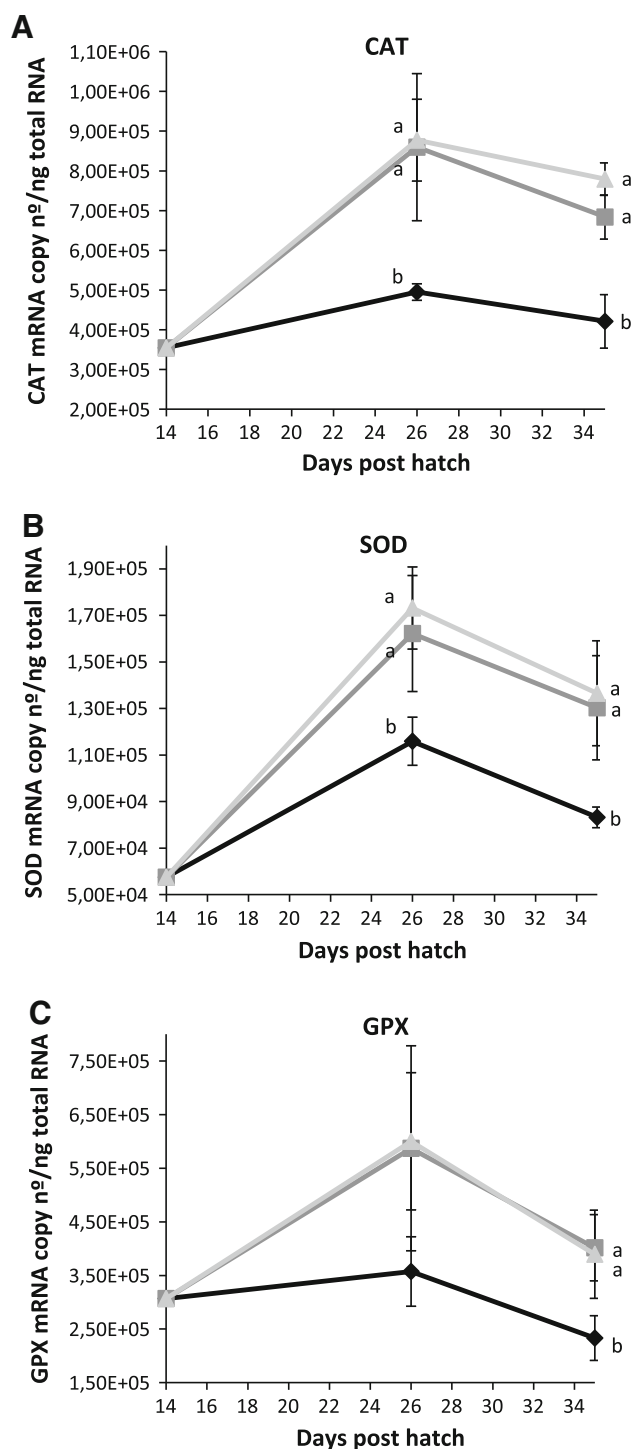 A
CAT
CAT mRNA copy nº/ng total RNA
1,10E+06
1,00E+06
9,00E+05
8,00E+05
7,00E+05
6,00E+05
5,00E+05
4,00E+05
3,00E+05
2,00E+05
a
a
b
a
a
b
14 16 18 20 22 24 26 28 30 32 34
Days post hatch
B
SOD
SOD mRNA copy nº/ng total RNA
1,90E+05
1,70E+05
1,50E+05
1,30E+05
1,10E+05
9,00E+04
7,00E+04
5,00E+04
a
a
b
a
a
b
14 16 18 20 22 24 26 28 30 32 34
Days post hatch
C
GPX
GPX mRNA copy nº/ng total RNA
7,50E+05
6,50E+05
5,50E+05
4,50E+05
3,50E+05
2,50E+05
1,50E+05
a
a
b
14 16 18 20 22 24 26 28 30 32 34
Days post hatch